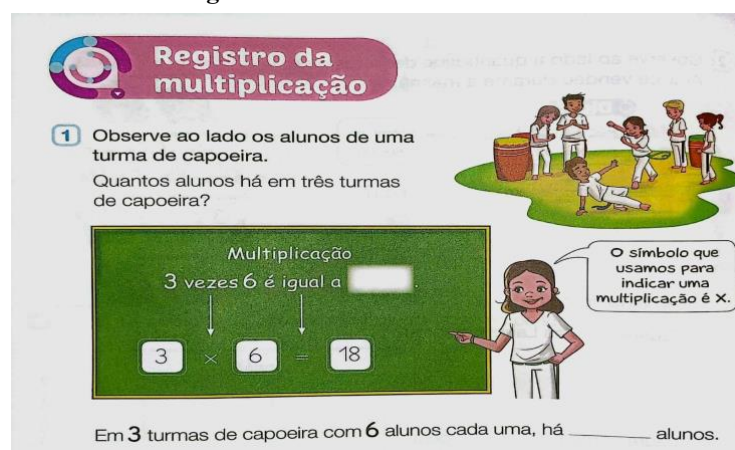 Registro da
multiplicação
1 Observe ao lado os alunos de uma
turma de capoeira.
Quantos alunos há em três turmas
de capoeira?
Multiplicação
3 vezes 6 é igual a .
3 × 6 = 18
O símbolo que
usamos para
indicar uma
multiplicação é X.
Em 3 turmas de capoeira com 6 alunos cada uma, há ______ alunos.